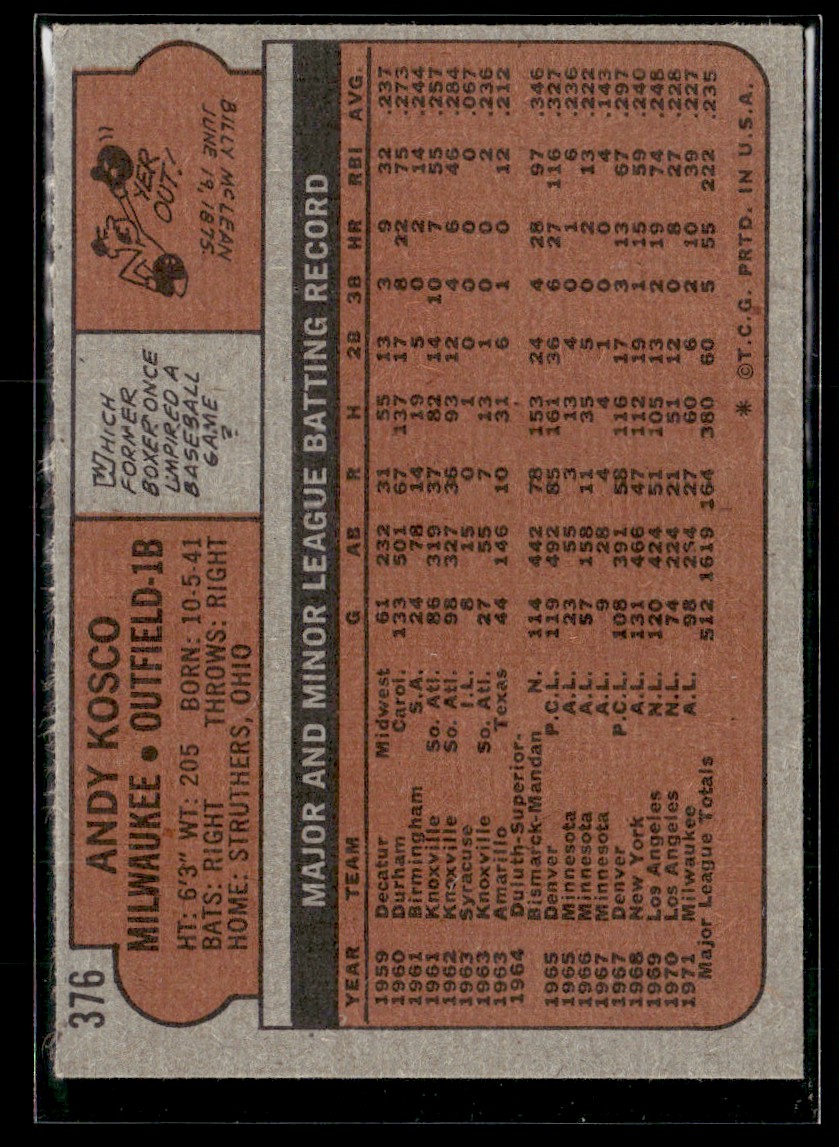 376
ANDY KOSCO
MILWAUKEE • OUTFIELD-1B
HT: 6'3" WT: 205 BORN: 10-5-41
BATS: RIGHT THROWS: RIGHT
HOME: STRUTHERS, OHIO
WHICH
FORMER
BOXER ONCE
UMPIRED A
BASEBALL
GAME
?
YER
OUT!
BILLY McLEAN
JUNE 19, 1875.
MAJOR AND MINOR LEAGUE BATTING RECORD
YEAR TEAM G AB R H 2B 3B HR RBI AVG.
1959 Decatur Midwest 61 232 31 55 13 3 9 32 .237
1960 Durham Carol. 133 501 67 137 17 8 22 75 .273
1961 Birmingham S.A. 24 78 14 19 5 0 2 14 .244
1961 Knoxville So. Atl. 86 319 37 82 14 10 7 55 .257
1962 Knoxville So. Atl. 98 327 36 93 12 4 6 46 .284
1963 Syracuse I.L. 8 15 0 1 0 0 0 0 .067
1963 Knoxville So. Atl. 27 55 7 13 1 0 0 2 .236
1963 Amarillo Texas 44 146 10 31 6 1 0 12 .212
1964 Duluth-Superior-
Bismarck-Mandan N. 114 442 78 153 24 4 28 97 .346
1965 Denver P.C.L. 119 492 85 161 36 6 27 116 .327
1965 Minnesota A.L. 23 55 3 13 4 0 1 6 .236
1966 Minnesota A.L. 57 158 11 35 5 0 2 13 .222
1967 Minnesota A.L. 9 28 4 4 1 0 0 4 .143
1967 Denver P.C.L. 108 391 58 116 17 3 13 67 .297
1968 New York A.L. 131 466 47 112 19 1 15 59 .240
1969 Los Angeles N.L. 120 424 51 105 13 2 19 74 .248
1970 Los Angeles N.L. 74 224 21 51 12 0 8 27 .228
1971 Milwaukee A.L. 98 264 27 60 6 2 10 39 .227
Major League Totals 512 1619 164 380 60 5 55 222 .235
* ©T.C.G. PRTD. IN U.S.A.